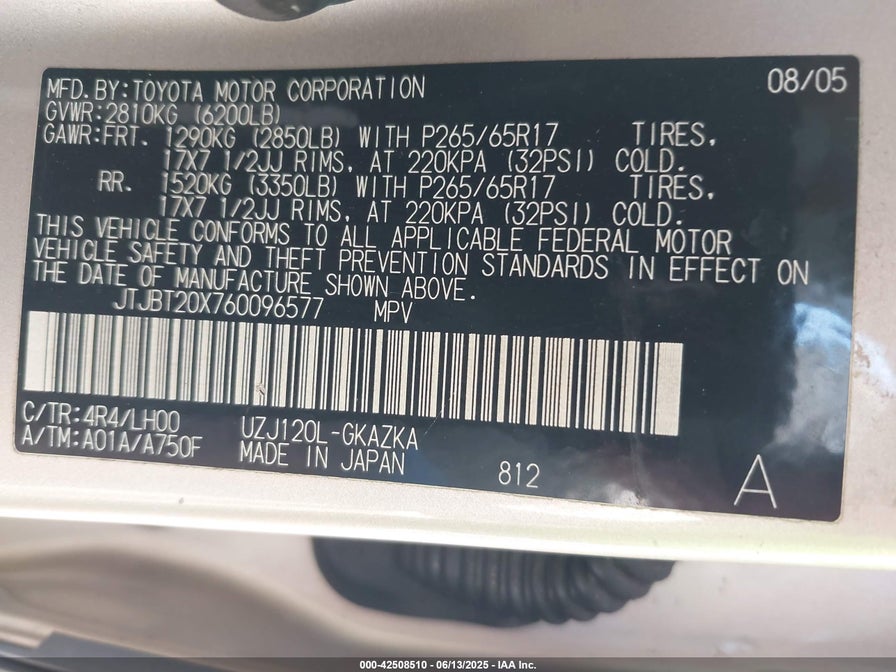 MFD. BY: TOYOTA MOTOR CORPORATION 08/05
GVWR: 2810KG (6200LB)
GAWR: FRT. 1290KG (2850LB) WITH P265/65R17 TIRES,
17X7 1/2JJ RIMS, AT 220KPA (32PSI) COLD.
RR. 1520KG (3350LB) WITH P265/65R17 TIRES,
17X7 1/2JJ RIMS, AT 220KPA (32PSI) COLD.
THIS VEHICLE CONFORMS TO ALL APPLICABLE FEDERAL MOTOR
VEHICLE SAFETY AND THEFT PREVENTION STANDARDS IN EFFECT ON
THE DATE OF MANUFACTURE SHOWN ABOVE.
JTJBT20X760096577 MPV
C/TR: 4R4/LH00 UZJ120L-GKAZKA
A/TM: A01A/A750F MADE IN JAPAN 812 A
000-42508510 - 06/13/2025 - IAA Inc.